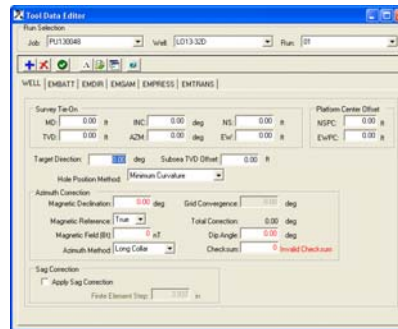 Tool Data Editor
Run Selection
Job: PU130048 Well: LO13-32D Run: 01
WELL EMBATT EMDIR EMGAM EMPRESS EMTRANS
Survey Tie-On Platform Center Offset
MD: 0.00 ft INC: 0.00 deg NS: 0.00 ft NSPC: 0.00 ft
TVD: 0.00 ft AZM: 0.00 deg EW: 0.00 ft EWPC: 0.00 ft
Target Direction: 0.00 deg Subsea TVD Offset: 0.00 ft
Hole Position Method: Minimum Curvature
Azimuth Correction
Magnetic Declination: 0.00 deg Grid Convergence: 0.00 deg
Magnetic Reference: True Total Correction: 0.00 deg
Magnetic Field (Bt): 0 nT Dip Angle: 0.00 deg
Azimuth Method: Long Collar Checksum: 0 Invalid Checksum
Sag Correction
Apply Sag Correction
Finite Element Step: in